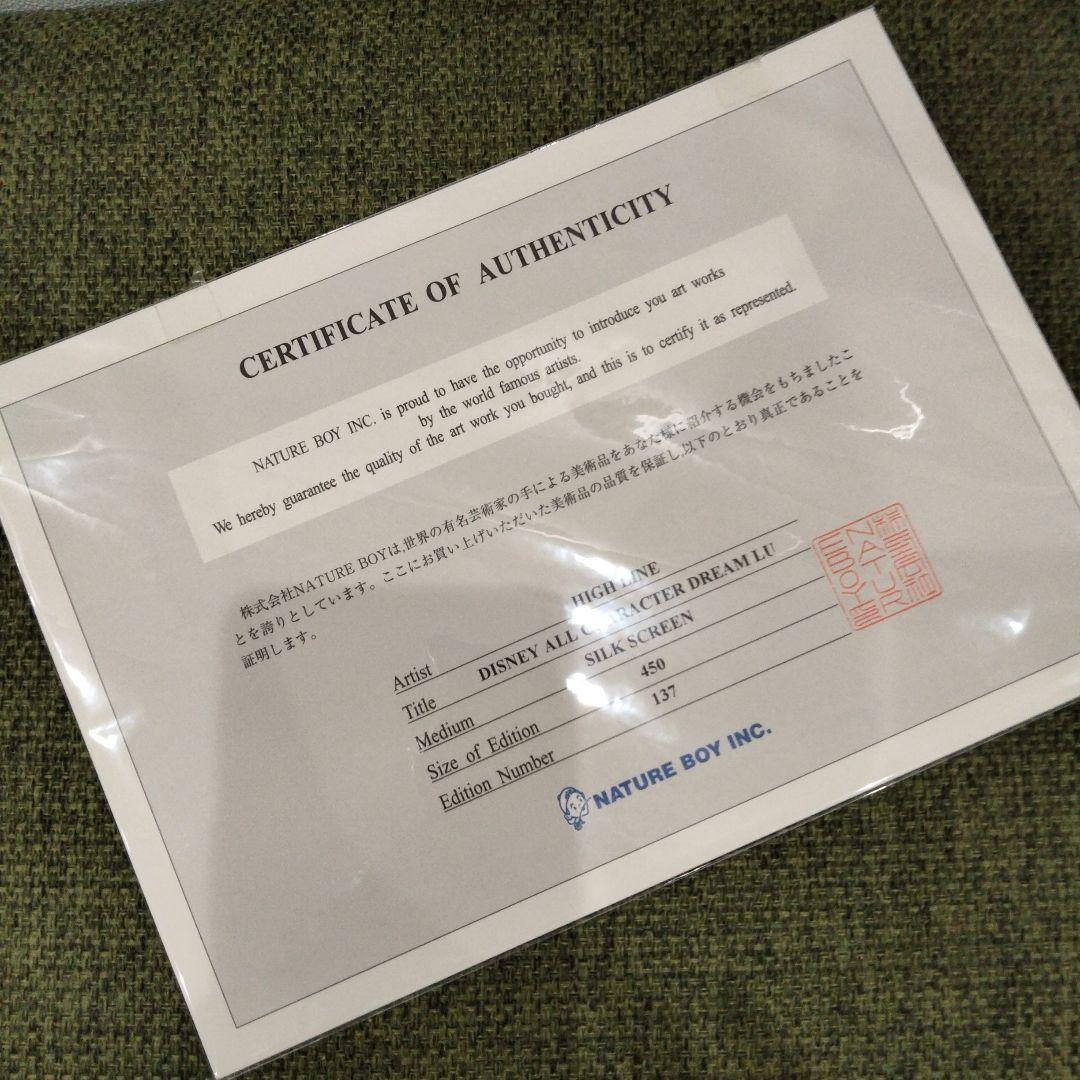 CERTIFICATE OF AUTHENTICITY
NATURE BOY INC. is proud to have the opportunity to introduce you art works
by the world famous artists.
We hereby guarantee the quality of the art work you bought, and this is to certify it as represented.
株式会社NATURE BOYは,世界の有名芸術家の手による美術品をあなた様に紹介する機会をもちましたこ
とを誇りとしています。ここにお買い上げいただいた美術品の品質を保証し,以下のとおり真正であることを
証明します。
Artist HIGH LINE
Title DISNEY ALL CHARACTER DREAM LU
Medium SILK SCREEN
Size of Edition 450
Edition Number 137
NATURE BOY INC.